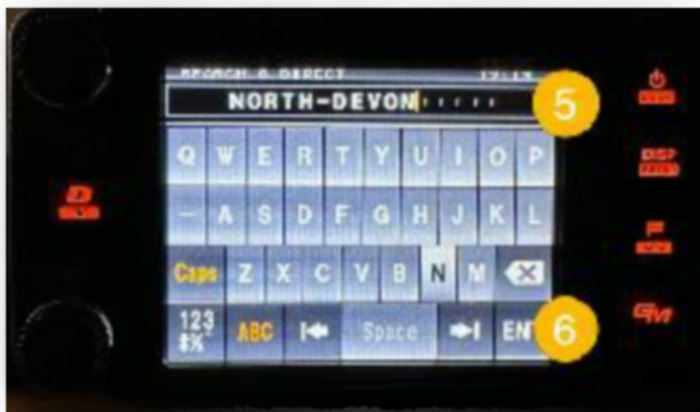 NORTH-DEVON
5
Q W E R T Y U I O P
- A S D F G H J K L
Caps Z X C V B N M
123 #% ABC Space ENT
6
D
DISP
F
GM